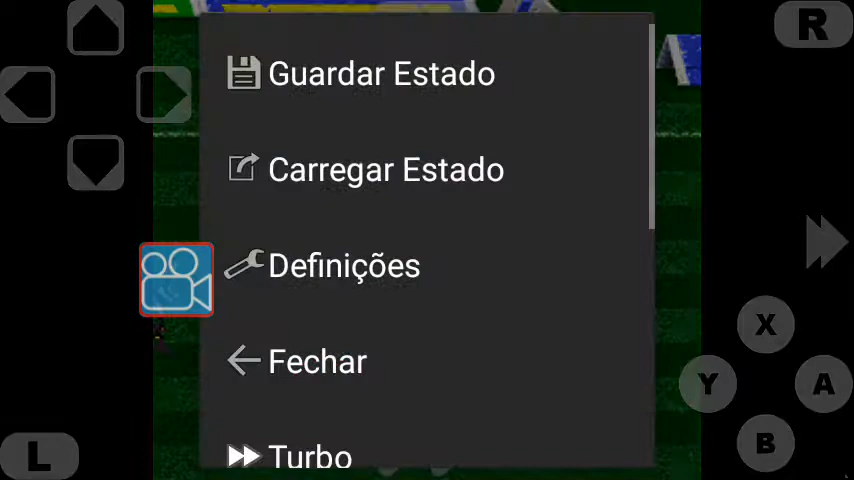 R
Guardar Estado
Carregar Estado
Definições
X
Fechar
Y
A
B
L
Turbo